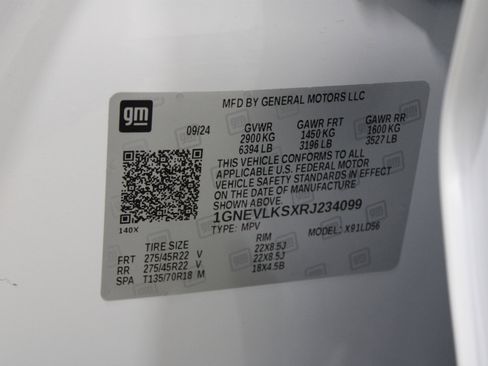 gm
MFD BY GENERAL MOTORS LLC
09/24 GVWR GAWR FRT GAWR RR
2900 KG 1450 KG 1600 KG
6394 LB 3196 LB 3527 LB
THIS VEHICLE CONFORMS TO ALL
APPLICABLE U.S. FEDERAL MOTOR
VEHICLE SAFETY STANDARDS IN EFFECT
ON THE DATE OF MANUFACTURE
SHOWN ABOVE.
1GNEVLKSXRJ234099
140X TYPE: MPV MODEL: X91LD56
TIRE SIZE RIM
FRT 275/45R22 V 22X8.5J
RR 275/45R22 V 22X8.5J
SPA T135/70R18 M 18X4.5B